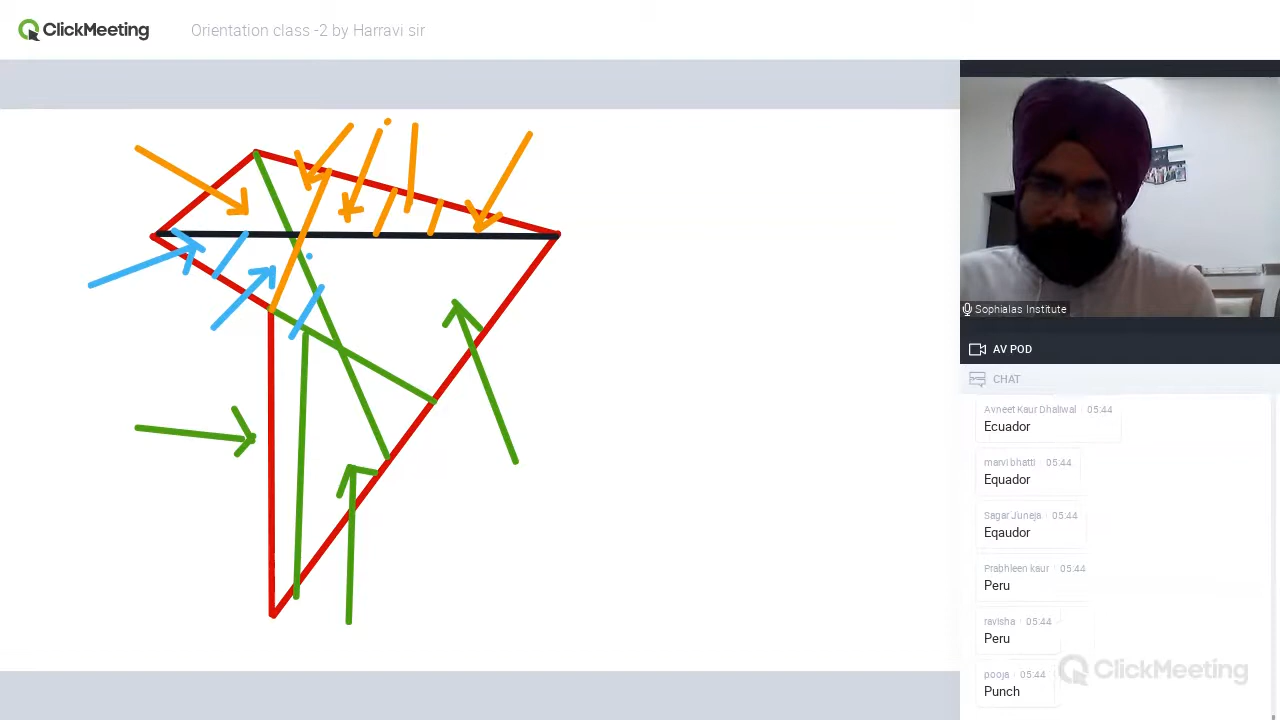 ClickMeeting
Orientation class -2 by Harravi sir
Sophialas Institute
AV POD
CHAT
Avneet Kaur Dhaliwal 05:44
Ecuador
marvi bhatti 05:44
Equador
Sagar Juneja 05:44
Eqaudor
Prabhleen kaur 05:44
Peru
ravisha 05:44
Peru
pooja 05:44
Punch
ClickMeeting